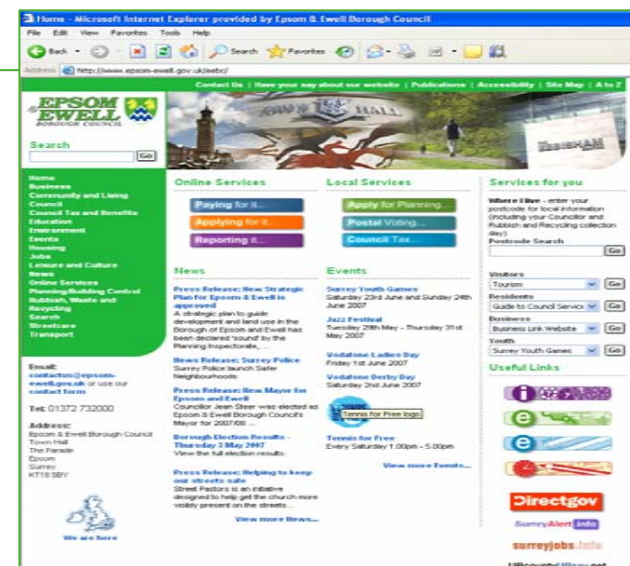 Home - Microsoft Internet Explorer provided by Epsom & Ewell Borough Council
File Edit View Favorites Tools Help
Back Search Favorites
Address http://www.epsom-ewell.gov.uk/eebc/
Contact Us | Have your say about our website | Publications | Accessibility | Site Map | A to Z
EPSOM
EWELL
BOROUGH COUNCIL
TOWN HALL
Search
Go
Home
Business
Community and Living
Council
Council Tax and Benefits
Education
Environment
Events
Housing
Jobs
Leisure and Culture
News
Online Services
Planning/Building Control
Rubbish, Waste and
Recycling
Search
Streetcare
Transport
Email:
contactus@epsom-
ewell.gov.uk or use our
contact form
Tel: 01372 732000
Address:
Epsom & Ewell Borough Council
Town Hall
The Parade
Epsom
Surrey
KT18 5BY
We are here
Online Services
Paying for it...
Applying for it...
Reporting it...
News
Press Release: New Strategic
Plan for Epsom & Ewell is
approved
A strategic plan to guide
development and land use in the
Borough of Epsom and Ewell has
been declared 'sound' by the
Planning Inspectorate, ...
News Release: Surrey Police
Surrey Police launch Safer
Neighbourhoods
Press Release: New Mayor for
Epsom and Ewell
Councillor Jean Steer was elected as
Epsom & Ewell Borough Council's
Mayor for 2007/08 ...
Borough Election Results -
Thursday 3 May 2007
View the full election results.
Press Release: Helping to keep
our streets safe
Street Pastors is an initiative
designed to help get the church more
visibly present on the streets...
View more News...
Local Services
Apply for Planning...
Postal Voting...
Council Tax...
Events
Surrey Youth Games
Saturday 23rd June and Sunday 24th
June 2007
Jazz Festival
Tuesday 29th May - Thursday 31st
May 2007
Vodafone Ladies Day
Friday 1st June 2007
Vodafone Derby Day
Saturday 2nd June 2007
Tennis for Free logo
Tennis for Free
Every Saturday 1:00pm - 5:00pm
View more Events...
Services for you
Where I live - enter your
postcode for local information
(including your Councillor and
Rubbish and Recycling collection
day)
Postcode Search
Go
Visitors
Tourism Go
Residents
Guide to Council Servic Go
Business
Business Link Website Go
Youth
Surrey Youth Games Go
Useful Links
Directgov
SurreyAlert info
surreyjobs.info